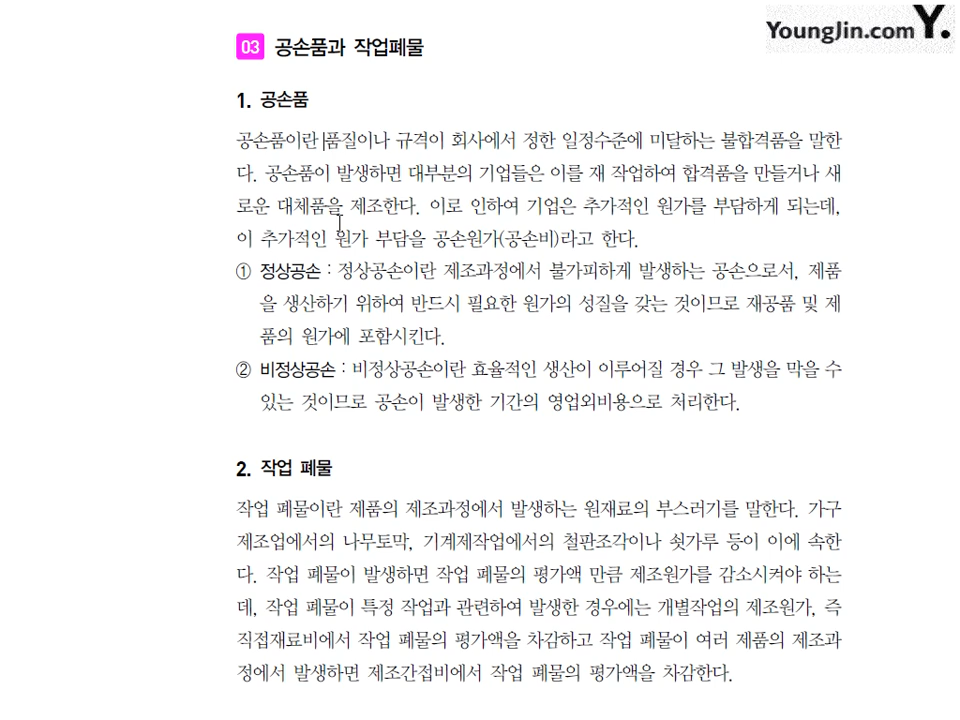 YoungJin.com Y.
03 공손품과 작업폐물
1. 공손품
공손품이란 품질이나 규격이 회사에서 정한 일정수준에 미달하는 불합격품을 말한
다. 공손품이 발생하면 대부분의 기업들은 이를 재 작업하여 합격품을 만들거나 새
로운 대체품을 제조한다. 이로 인하여 기업은 추가적인 원가를 부담하게 되는데,
이 추가적인 원가 부담을 공손원가(공손비)라고 한다.
① 정상공손 : 정상공손이란 제조과정에서 불가피하게 발생하는 공손으로서, 제품
을 생산하기 위하여 반드시 필요한 원가의 성질을 갖는 것이므로 재공품 및 제
품의 원가에 포함시킨다.
② 비정상공손 : 비정상공손이란 효율적인 생산이 이루어질 경우 그 발생을 막을 수
있는 것이므로 공손이 발생한 기간의 영업외비용으로 처리한다.
2. 작업 폐물
작업 폐물이란 제품의 제조과정에서 발생하는 원재료의 부스러기를 말한다. 가구
제조업에서의 나무토막, 기계제작업에서의 철판조각이나 쇳가루 등이 이에 속한
다. 작업 폐물이 발생하면 작업 폐물의 평가액 만큼 제조원가를 감소시켜야 하는
데, 작업 폐물이 특정 작업과 관련하여 발생한 경우에는 개별작업의 제조원가, 즉
직접재료비에서 작업 폐물의 평가액을 차감하고 작업 폐물이 여러 제품의 제조과
정에서 발생하면 제조간접비에서 작업 폐물의 평가액을 차감한다.